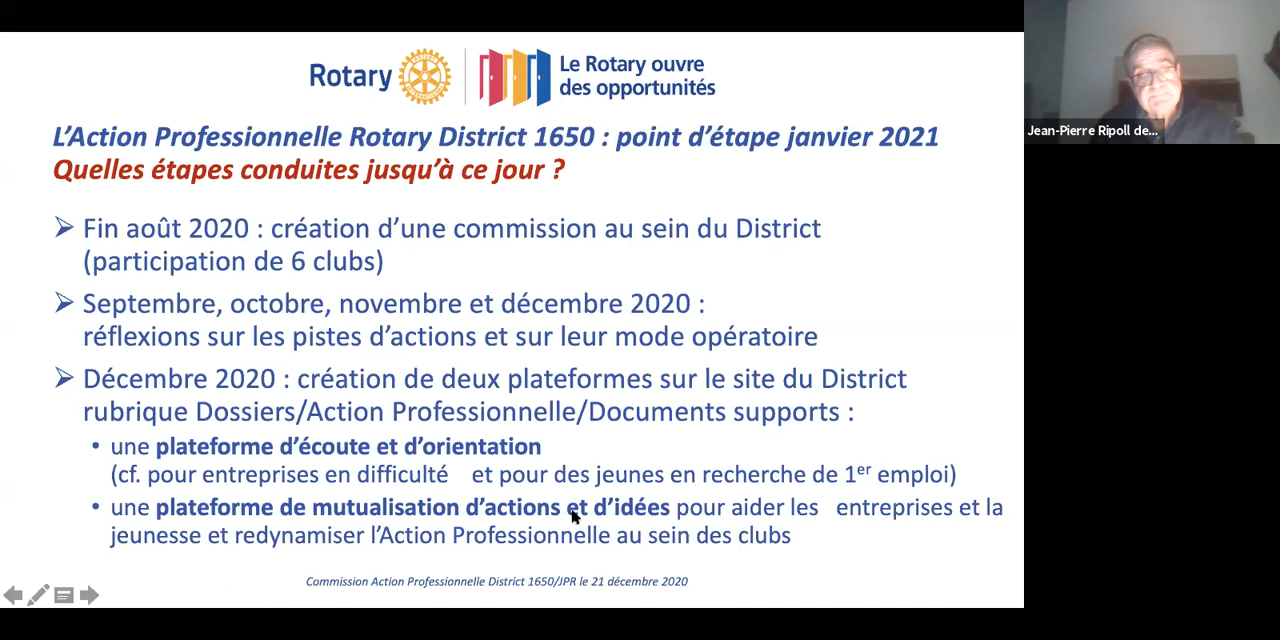 Rotary
Le Rotary ouvre
des opportunités
L’Action Professionnelle Rotary District 1650 : point d’étape janvier 2021
Quelles étapes conduites jusqu’à ce jour ?
Fin août 2020 : création d’une commission au sein du District
(participation de 6 clubs)
Septembre, octobre, novembre et décembre 2020 :
réflexions sur les pistes d’actions et sur leur mode opératoire
Décembre 2020 : création de deux plateformes sur le site du District
rubrique Dossiers/Action Professionnelle/Documents supports :
• une plateforme d’écoute et d’orientation
(cf. pour entreprises en difficulté et pour des jeunes en recherche de 1er emploi)
• une plateforme de mutualisation d’actions et d’idées pour aider les entreprises et la
jeunesse et redynamiser l’Action Professionnelle au sein des clubs
Commission Action Professionnelle District 1650/JPR le 21 décembre 2020
Jean-Pierre Ripoll de...